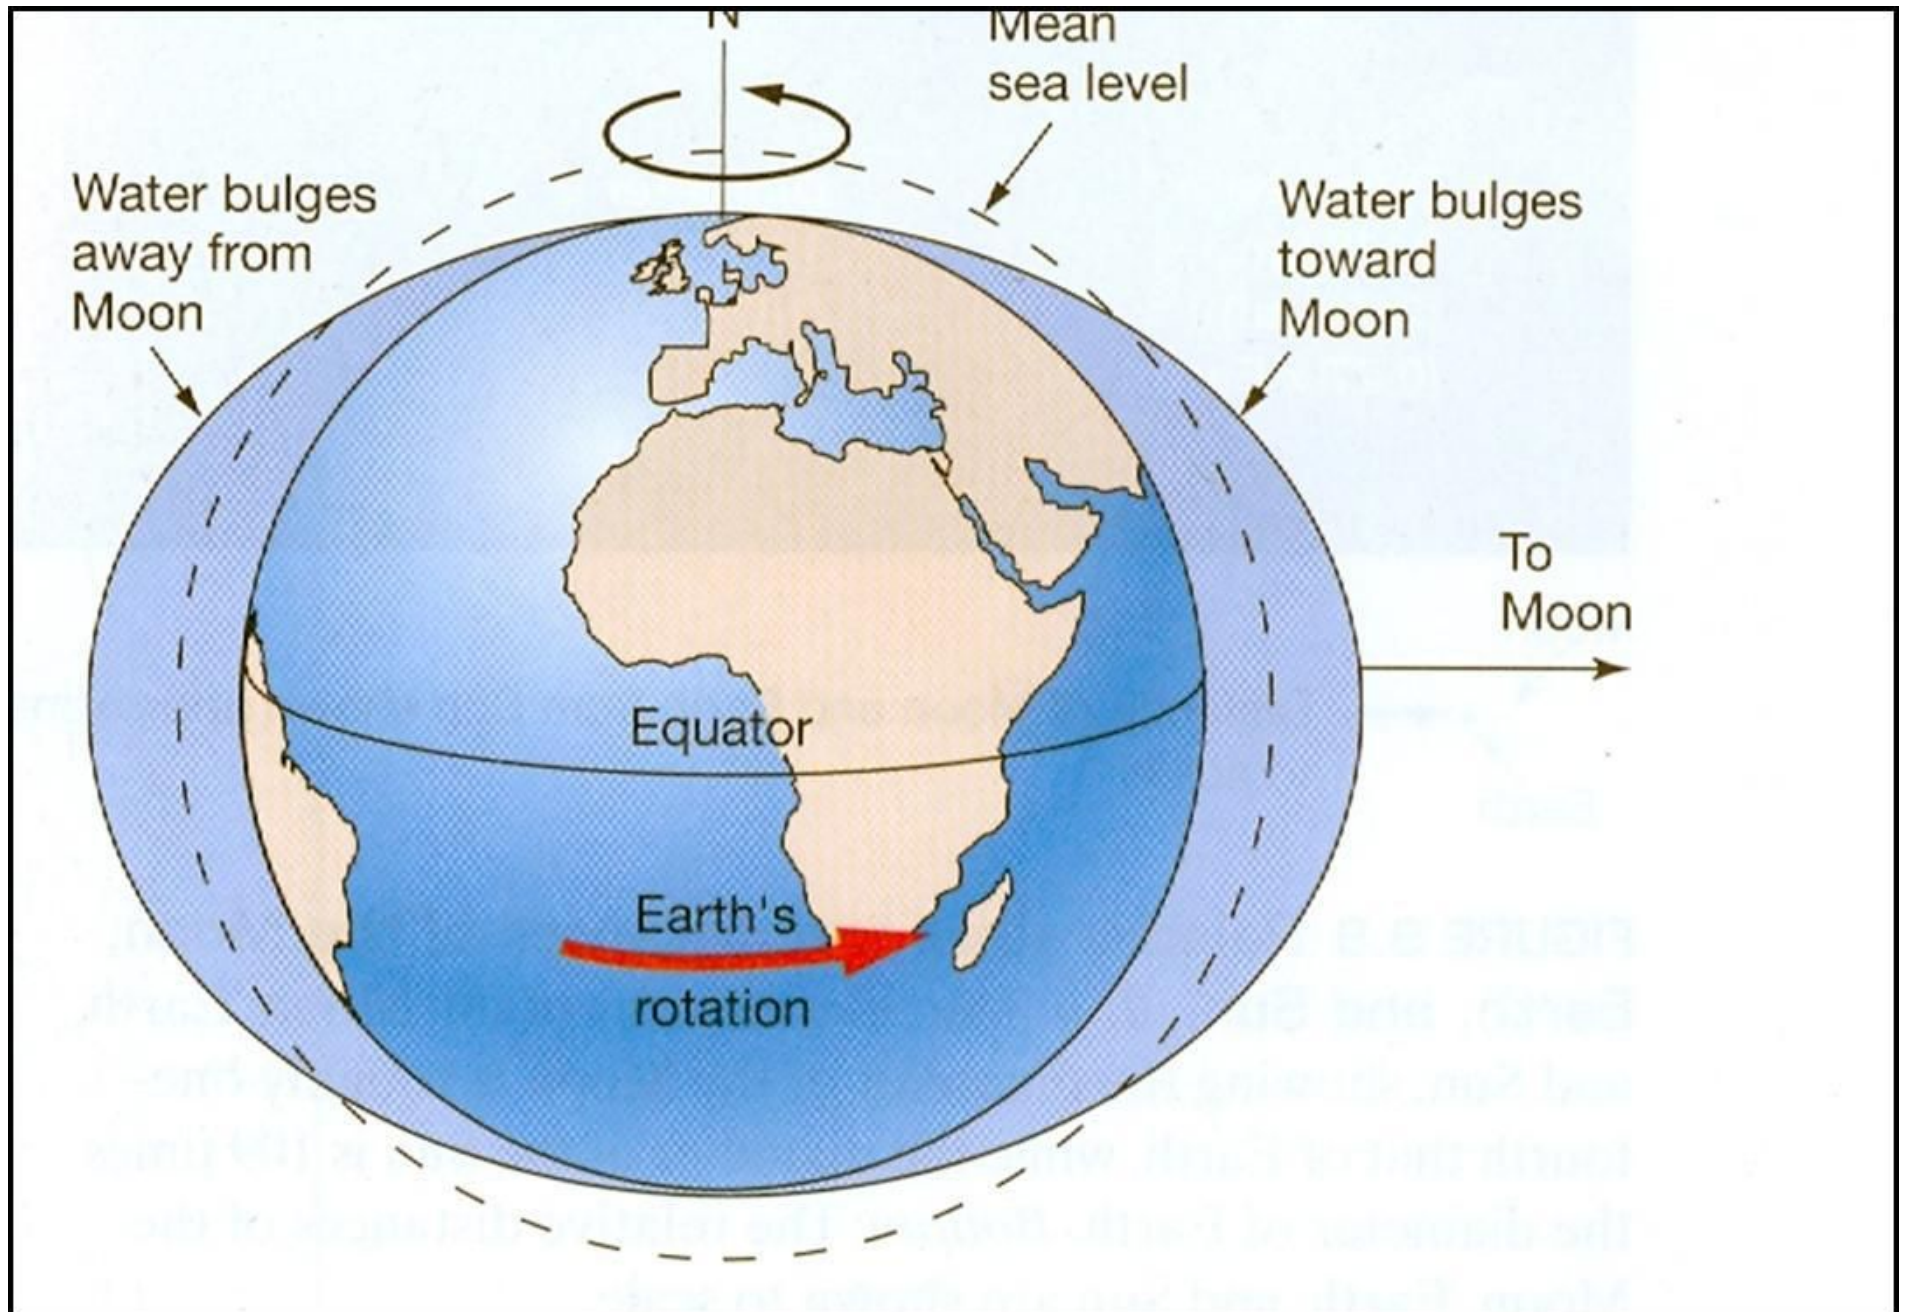 N
Mean
sea level
Water bulges
away from
Moon
Water bulges
toward
Moon
To
Moon
Equator
Earth's
rotation